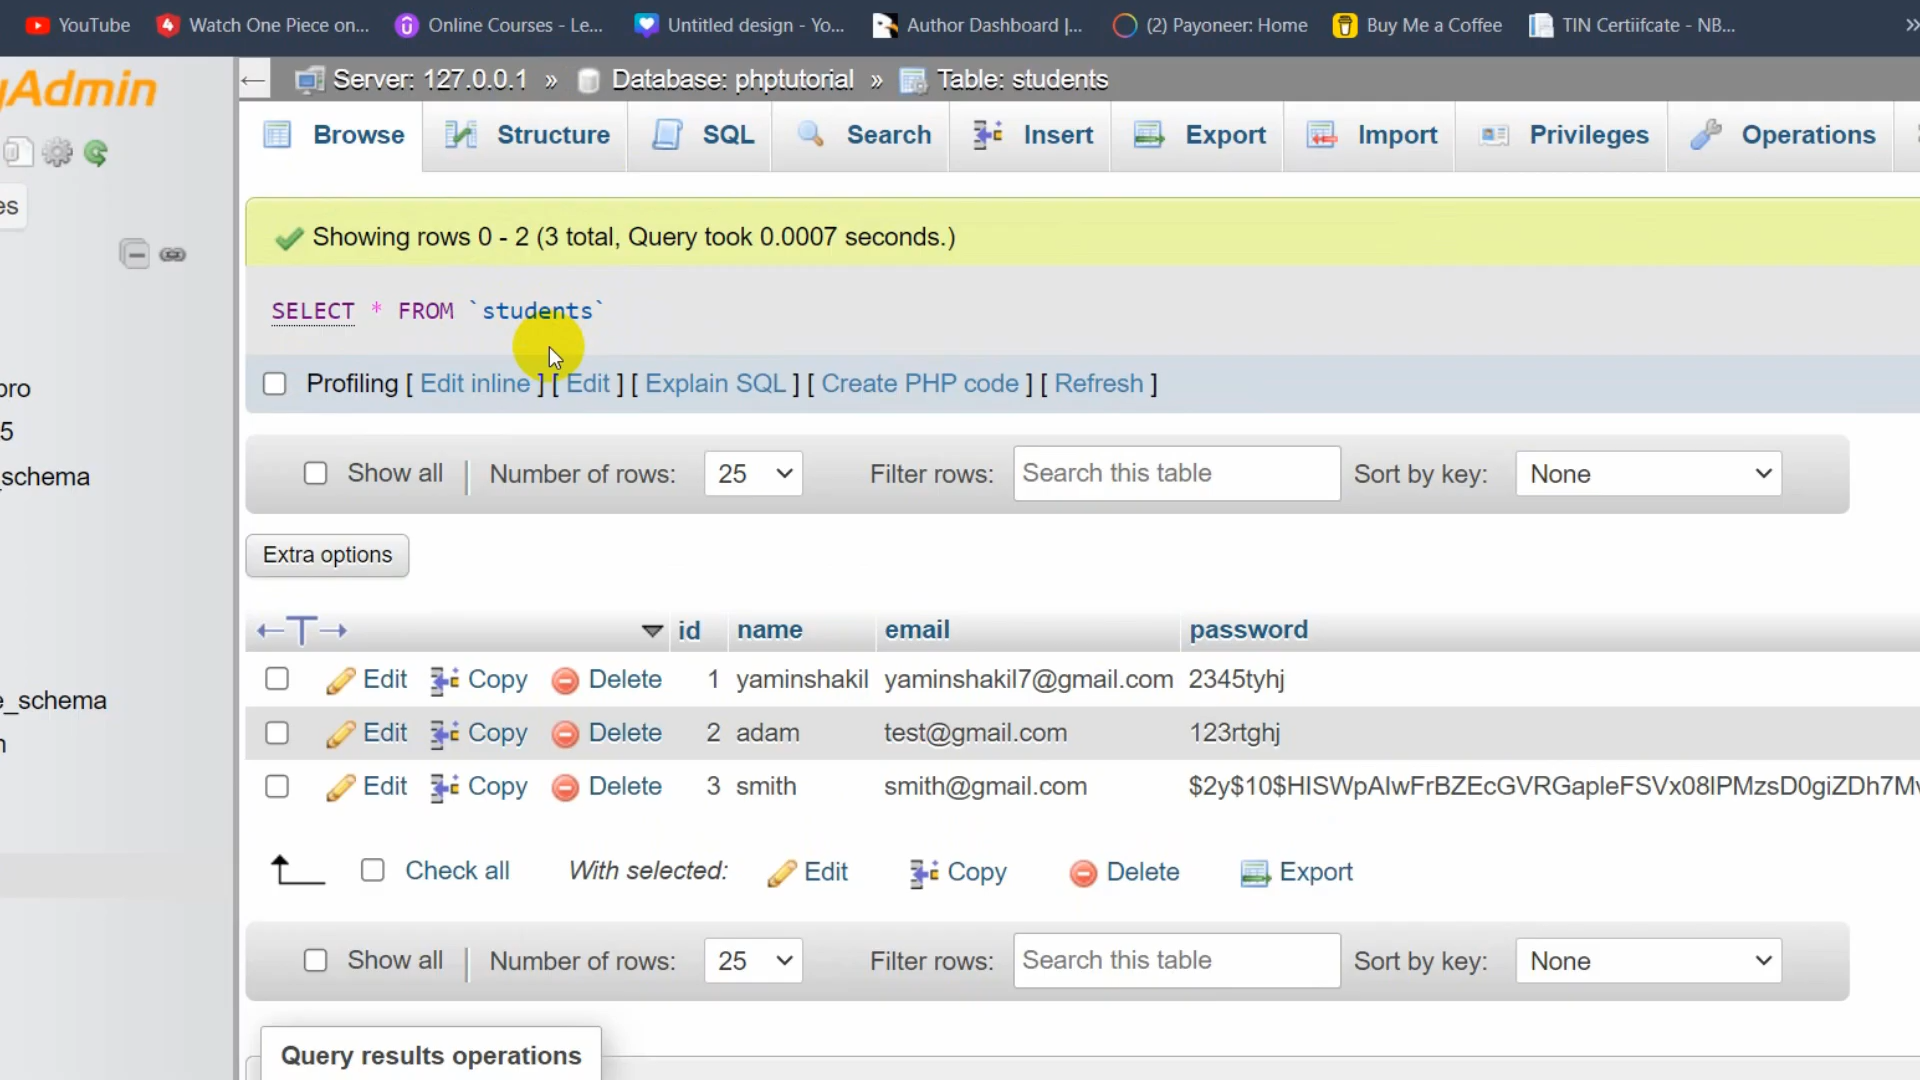 YouTube Watch One Piece on... Online Courses - Le... Untitled design - Yo... Author Dashboard |... (2) Payoneer: Home Buy Me a Coffee TIN Certiifcate - NB... »
yAdmin
← Server: 127.0.0.1 » Database: phptutorial » Table: students
Browse Structure SQL Search Insert Export Import Privileges Operations
es
Showing rows 0 - 2 (3 total, Query took 0.0007 seconds.)
SELECT * FROM `students`
Profiling [ Edit inline ] [ Edit ] [ Explain SQL ] [ Create PHP code ] [ Refresh ]
pro
5
_schema
Show all Number of rows: 25 Filter rows: Search this table Sort by key: None
Extra options
←T→ id name email password
Edit Copy Delete 1 yaminshakil yaminshakil7@gmail.com 2345tyhj
e_schema
Edit Copy Delete 2 adam test@gmail.com 123rtghj
Edit Copy Delete 3 smith smith@gmail.com
Check all With selected: Edit Copy Delete Export
Show all Number of rows: 25 Filter rows: Search this table Sort by key: None
Query results operations